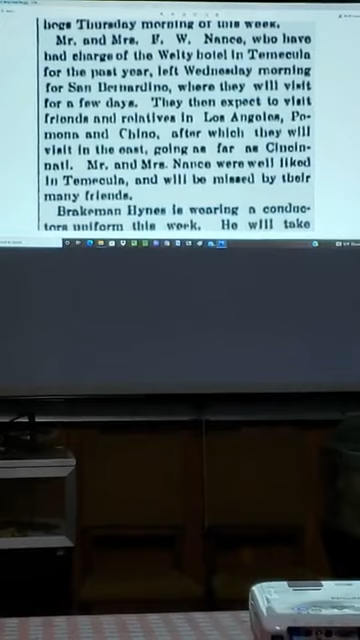 hogs Thursday morning of this week.
Mr. and Mrs. F. W. Nance, who have
had charge of the Welty hotel in Temecula
for the past year, left Wednesday morning
for San Bernardino, where they will visit
for a few days. They then expect to visit
friends and relatives in Los Angeles, Po-
mona and Chino, after which they will
visit in the east, going as far as Cincin-
nati. Mr. and Mrs. Nance were well liked
in Temecula, and will be missed by their
many friends.
Brakeman Hynes is wearing a conduc-
tors uniform this week. He will take